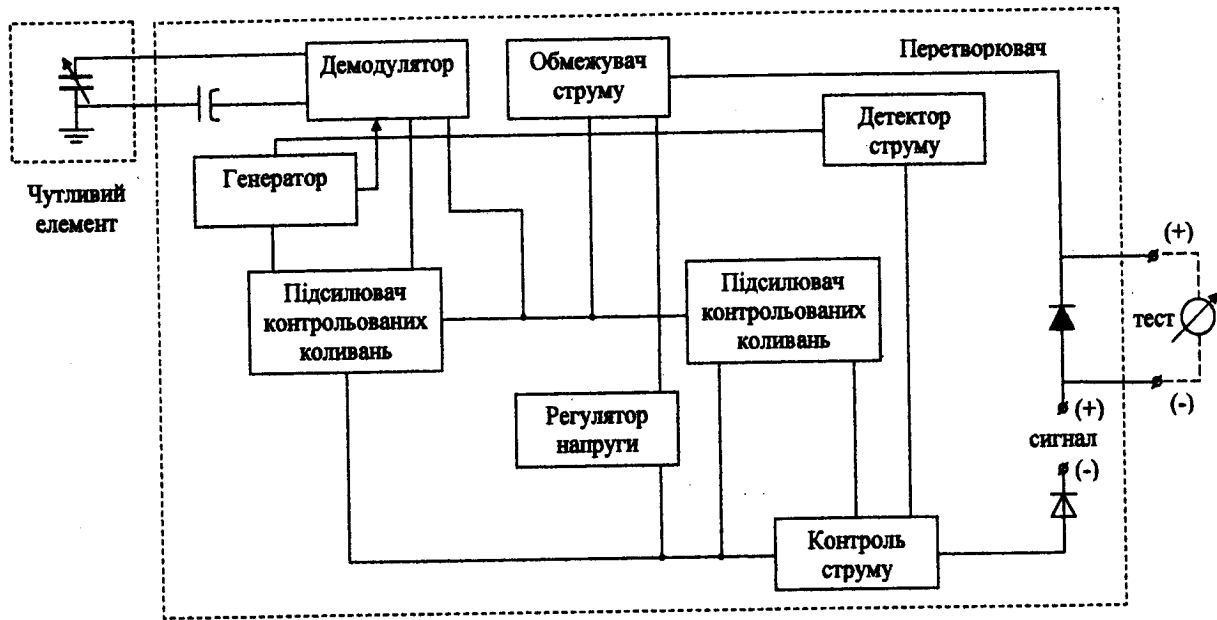 Демодулятор
Обмежувач
струму
Перетворювач
Детектор
струму
Генератор
Чутливий
елемент
(+)
Підсилювач
контрольованих
коливань
Підсилювач
контрольованих
коливань
тест
Регулятор
напруги
(+)
(-)
сигнал
(-)
Контроль
струму